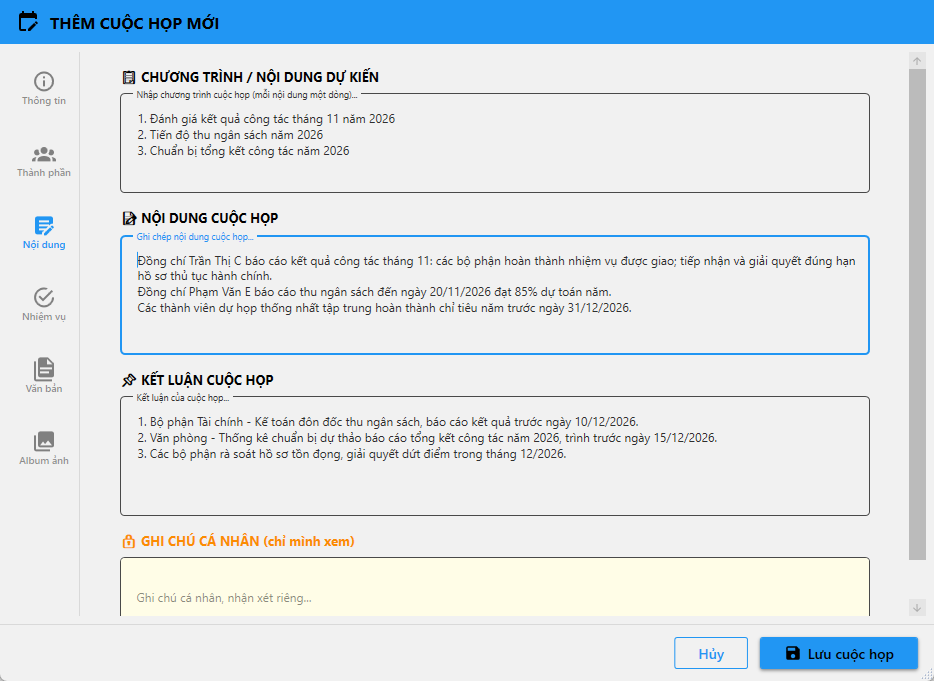 THÊM CUỘC HỌP MỚI
Thông tin
Thành phần
Nội dung
Nhiệm vụ
Văn bản
Album ảnh
CHƯƠNG TRÌNH / NỘI DUNG DỰ KIẾN
Nhập chương trình cuộc họp (mỗi nội dung một dòng)...
1. Đánh giá kết quả công tác tháng 11 năm 2026
2. Tiến độ thu ngân sách năm 2026
3. Chuẩn bị tổng kết công tác năm 2026
NỘI DUNG CUỘC HỌP
Ghi chép nội dung cuộc họp...
Đồng chí Trần Thị C báo cáo kết quả công tác tháng 11: các bộ phận hoàn thành nhiệm vụ được giao; tiếp nhận và giải quyết đúng hạn
hồ sơ thủ tục hành chính.
Đồng chí Phạm Văn E báo cáo thu ngân sách đến ngày 20/11/2026 đạt 85% dự toán năm.
Các thành viên dự họp thống nhất tập trung hoàn thành chỉ tiêu năm trước ngày 31/12/2026.
KẾT LUẬN CUỘC HỌP
Kết luận của cuộc họp...
1. Bộ phận Tài chính - Kế toán đôn đốc thu ngân sách, báo cáo kết quả trước ngày 10/12/2026.
2. Văn phòng - Thống kê chuẩn bị dự thảo báo cáo tổng kết công tác năm 2026, trình trước ngày 15/12/2026.
3. Các bộ phận rà soát hồ sơ tồn đọng, giải quyết dứt điểm trong tháng 12/2026.
GHI CHÚ CÁ NHÂN (chỉ mình xem)
Ghi chú cá nhân, nhận xét riêng...
Hủy
Lưu cuộc họp